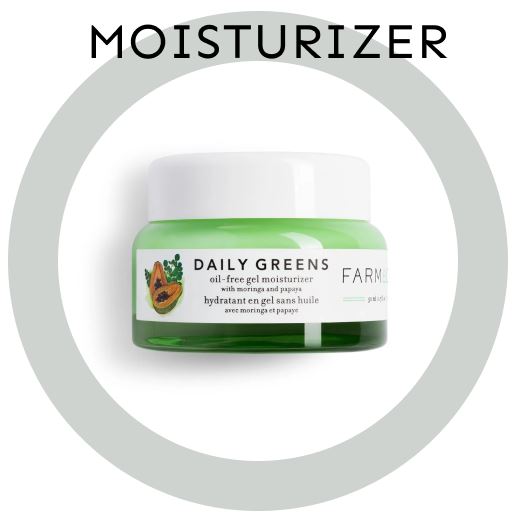 MOISTURIZER
DAILY GREENS
oil-free gel moisturizer
with moringa and papaya
hydratant en gel sans huile
avec moringa et papaye
FARM